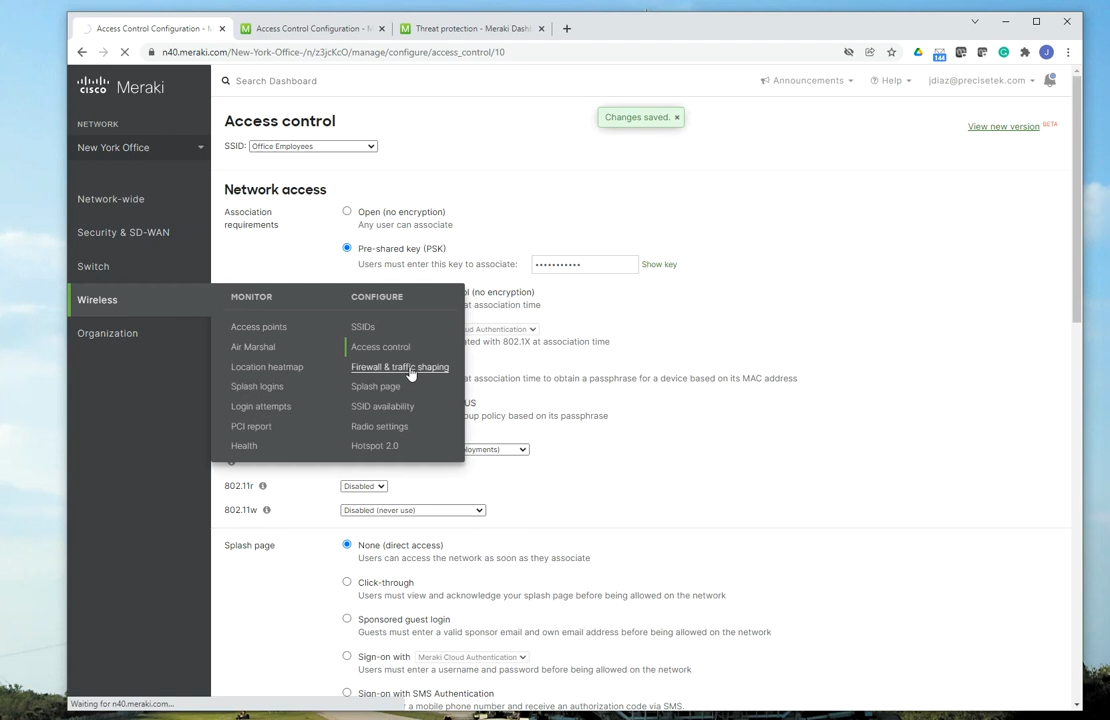 Access Control Configuration - M
Access Control Configuration - M
Threat protection - Meraki Dash
n40.meraki.com/New-York-Office-/n/z3jcKcO/manage/configure/access_control/10
144
J
CISCO Meraki
Search Dashboard
Announcements
Help
jdiaz@precisetek.com
NETWORK
New York Office
Network-wide
Security & SD-WAN
Switch
Wireless
Organization
Access control
Changes saved. ×
View new version BETA
SSID: Office Employees
Network access
Association
requirements
Open (no encryption)
Any user can associate
Pre-shared key (PSK)
Users must enter this key to associate:
•••••••••••
Show key
MONITOR
Access points
Air Marshal
Location heatmap
Splash logins
Login attempts
PCI report
Health
CONFIGURE
SSIDs
Access control
Firewall & traffic shaping
Splash page
SSID availability
Radio settings
Hotspot 2.0
ol (no encryption)
at association time
ud Authentication
ated with 802.1X at association time
at association time to obtain a passphrase for a device based on its MAC address
US
oup policy based on its passphrase
loyments)
802.11r
Disabled
802.11w
Disabled (never use)
Splash page
None (direct access)
Users can access the network as soon as they associate
Click-through
Users must view and acknowledge your splash page before being allowed on the network
Sponsored guest login
Guests must enter a valid sponsor email and own email address before being allowed on the network
Sign-on with Meraki Cloud Authentication
Users must enter a username and password before being allowed on the network
Sign-on with SMS Authentication
r a mobile phone number and receive an authorization code via SMS.
Waiting for n40.meraki.com...